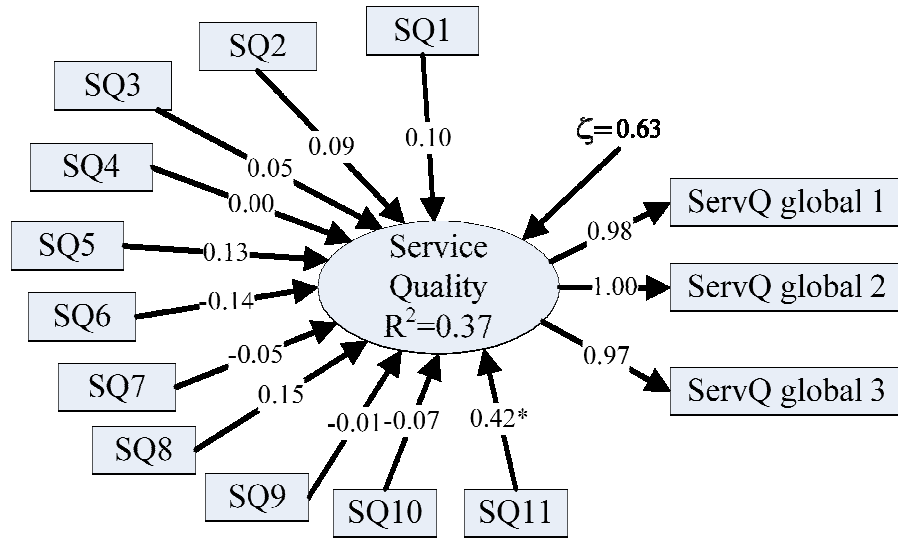 SQ1
SQ2
SQ3
SQ4
SQ5
SQ6
SQ7
SQ8
SQ9
SQ10
SQ11
0.10
0.09
0.05
0.00
0.13
-0.14
-0.05
0.15
-0.01
-0.07
0.42*
ζ=0.63
Service
Quality
R²=0.37
0.98
1.00
0.97
ServQ global 1
ServQ global 2
ServQ global 3